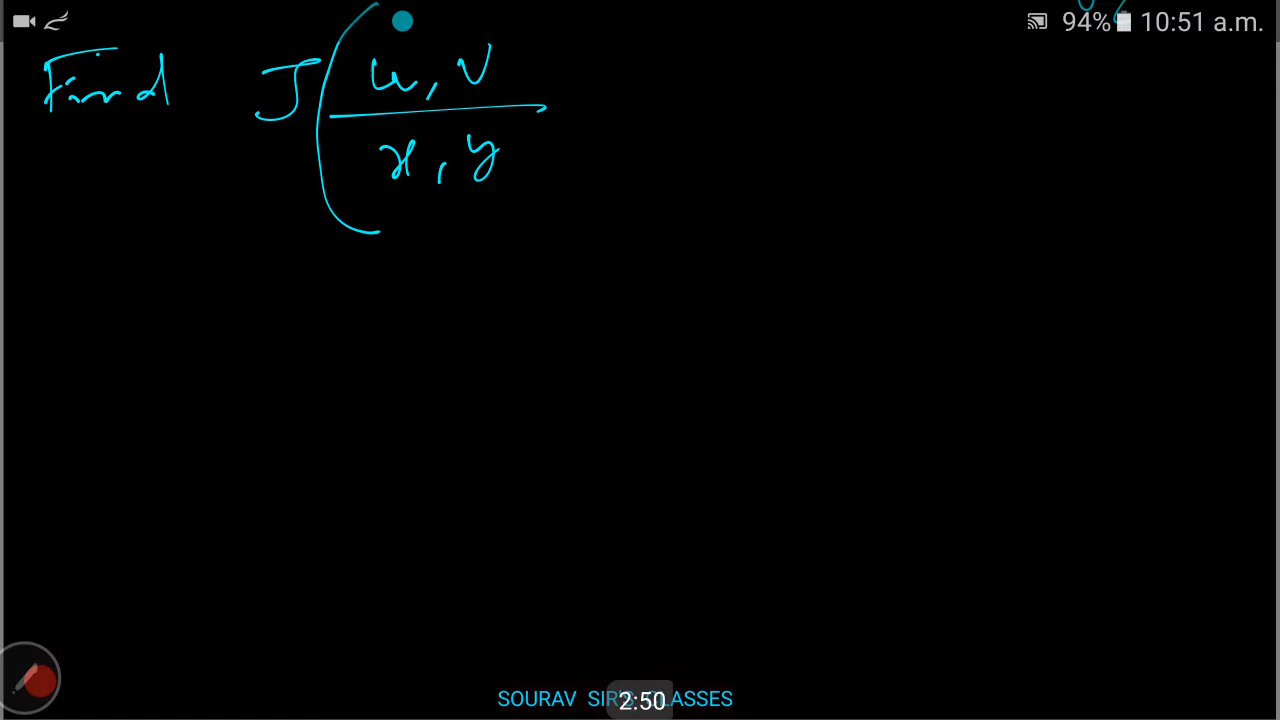 94% 10:51 a.m.
Find J(u, v
x, y
SOURAV SIR'S CLASSES
2:50